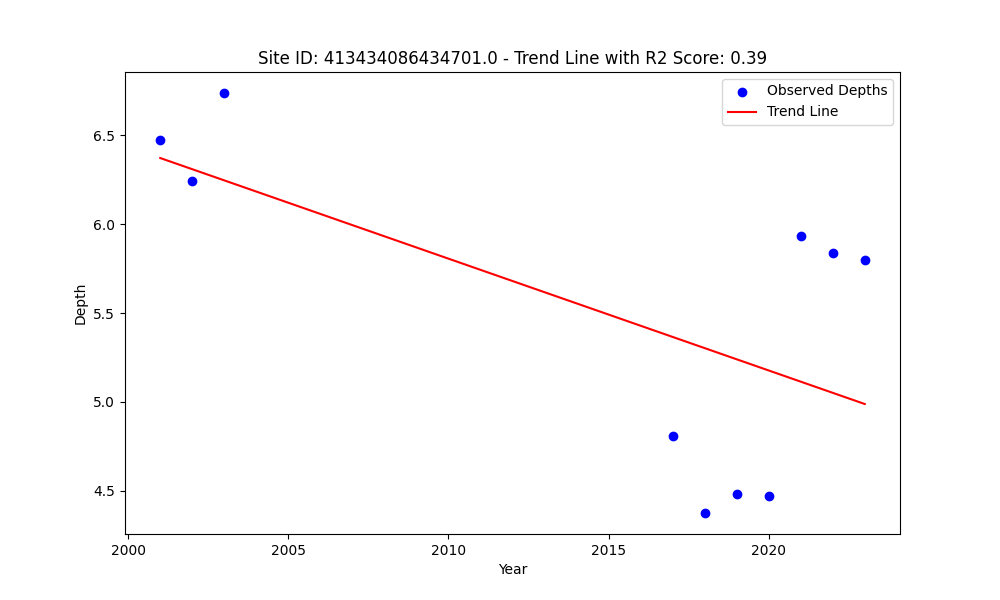 Site ID: 413434086434701.0 - Trend Line with R2 Score: 0.39
Observed Depths
Trend Line
6.5
6.0
5.5
5.0
4.5
Depth
2000 2005 2010 2015 2020
Year